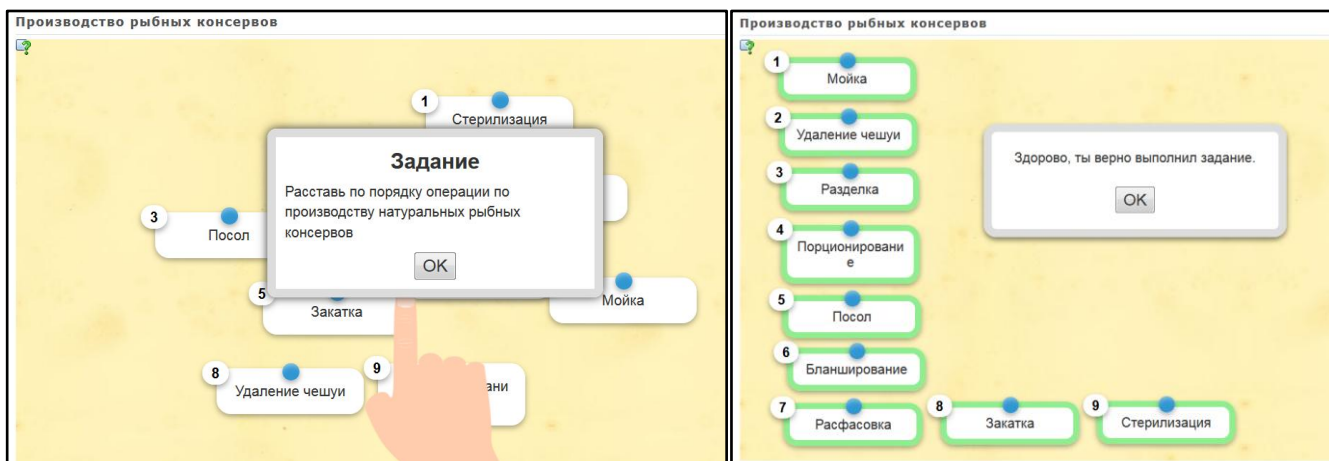 Производство рыбных консервов
1
Стерилизация
Задание
Расставь по порядку операции по
производству натуральных рыбных
консервов
OK
3
Посол
5
Закатка
Мойка
8
Удаление чешуи
9
Производство рыбных консервов
1
Мойка
2
Удаление чешуи
3
Разделка
4
Порционировани
е
5
Посол
6
Бланширование
7
Расфасовка
8
Закатка
9
Стерилизация
Здорово, ты верно выполнил задание.
OK